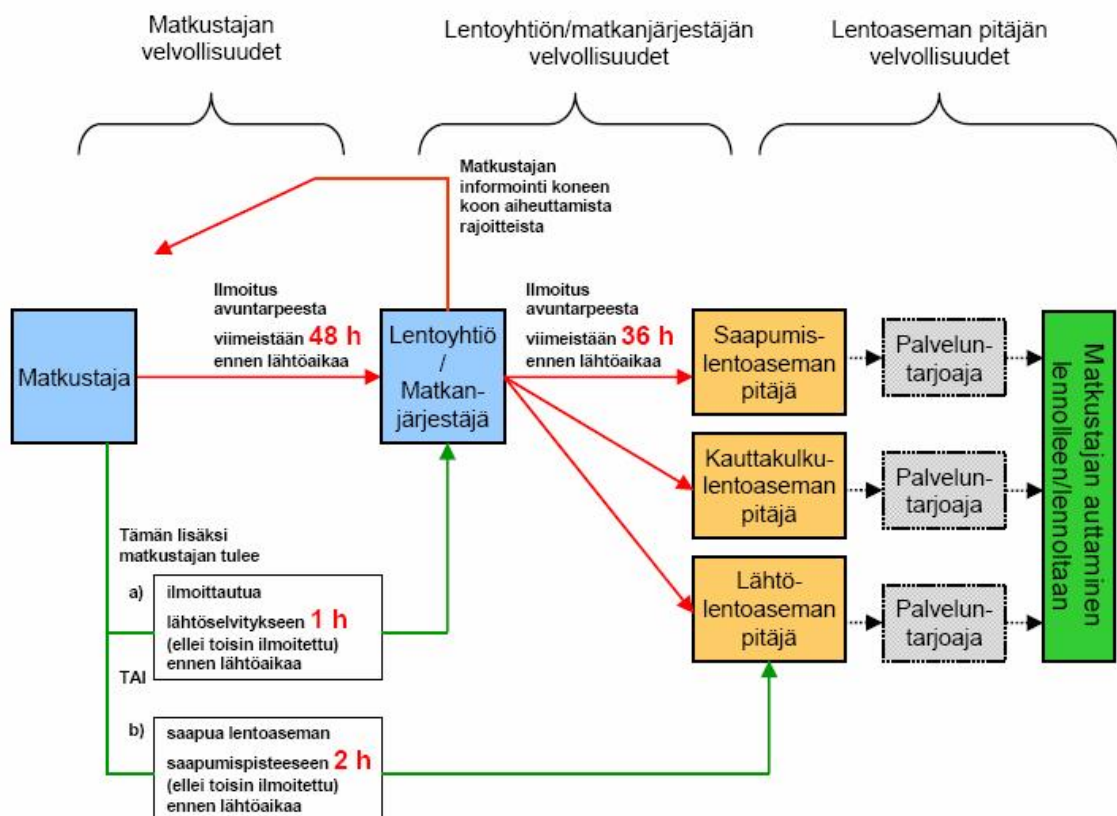 Matkustajan
velvollisuudet
Lentoyhtiön/matkanjärjestäjän
velvollisuudet
Lentoaseman pitäjän
velvollisuudet
Matkustajan
informointi koneen
koon aiheuttamista
rajoitteista
Matkustaja
Ilmoitus
avuntarpeesta
viimeistään 48 h
ennen lähtöaikaa
Lentoyhtiö
/
Matkan-
järjestäjä
Ilmoitus
avuntarpeesta
viimeistään 36 h
ennen lähtöaikaa
Saapumis-
lentoaseman
pitäjä
Palvelun-
tarjoaja
Kauttakulku-
lentoaseman
pitäjä
Palvelun-
tarjoaja
Lähtö-
lentoaseman
pitäjä
Palvelun-
tarjoaja
Matkustajan auttaminen
lennolleen/lennoltaan
Tämän lisäksi
matkustajan tulee
a) ilmoittautua
lähtöselvitykseen 1 h
(ellei toisin ilmoitettu)
ennen lähtöaikaa
TAI
b) saapua lentoaseman
saapumispisteeseen 2 h
(ellei toisin ilmoitettu)
ennen lähtöaikaa